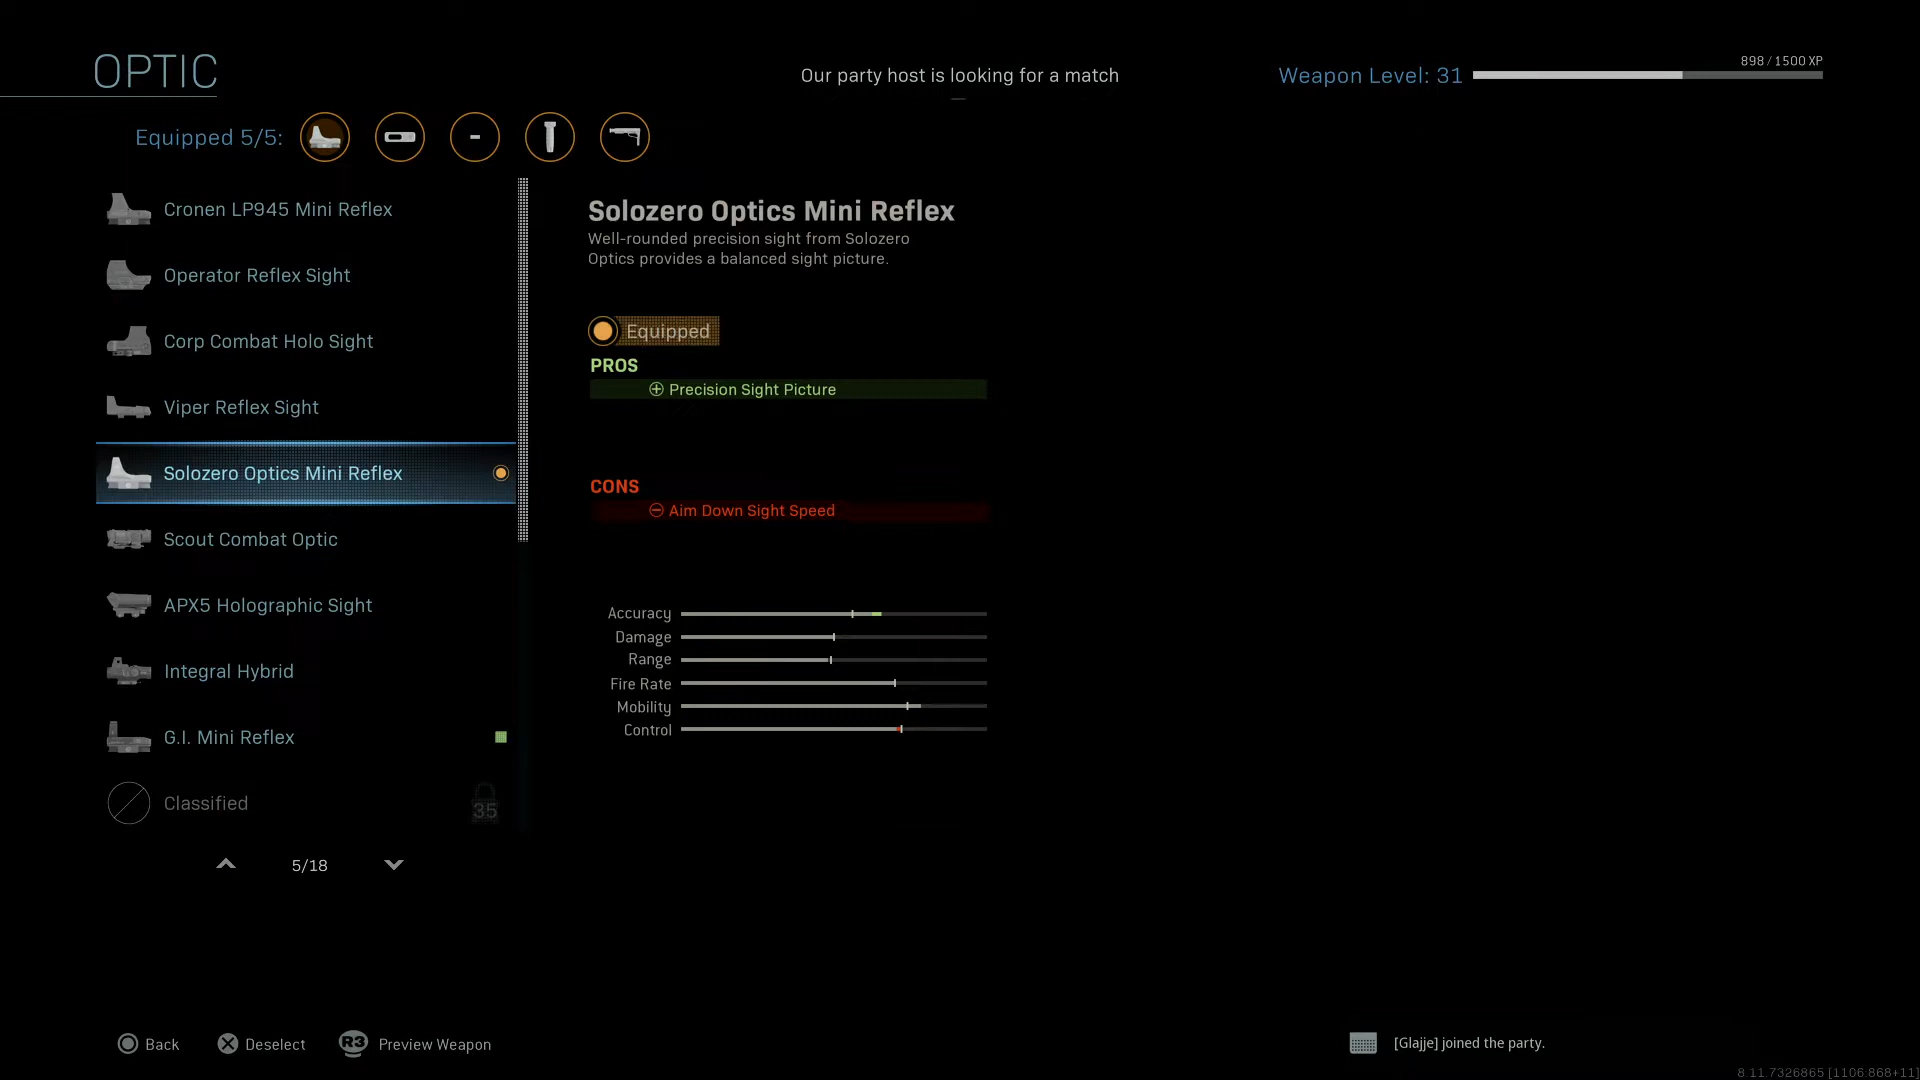 OPTIC
Our party host is looking for a match
Weapon Level: 31
898 / 1500 XP
Equipped 5/5:
Cronen LP945 Mini Reflex
Operator Reflex Sight
Corp Combat Holo Sight
Viper Reflex Sight
Solozero Optics Mini Reflex
Scout Combat Optic
APX5 Holographic Sight
Integral Hybrid
G.I. Mini Reflex
Classified
35
5/18
Solozero Optics Mini Reflex
Well-rounded precision sight from Solozero
Optics provides a balanced sight picture.
Equipped
PROS
Precision Sight Picture
CONS
Aim Down Sight Speed
Accuracy
Damage
Range
Fire Rate
Mobility
Control
Back
Deselect
R3 Preview Weapon
[Glajje] joined the party.
8.11.7326865 [1106:868+11]